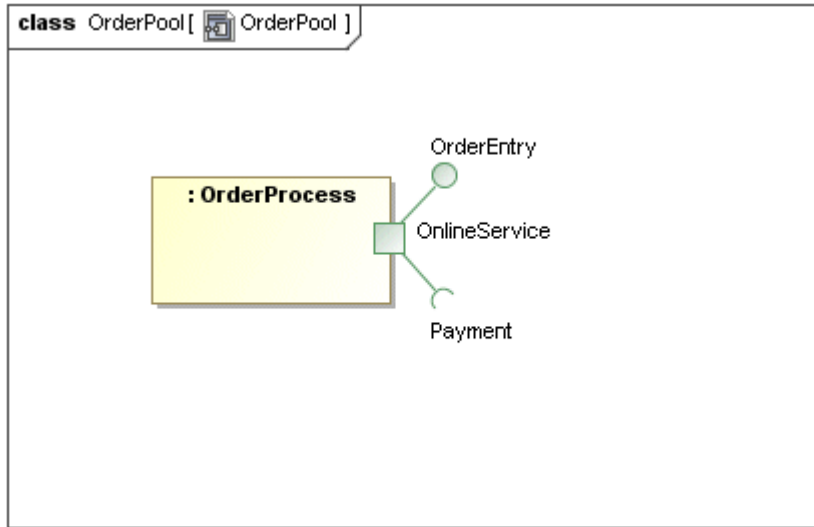 class OrderPool[ OrderPool ]
OrderEntry
: OrderProcess
OnlineService
Payment